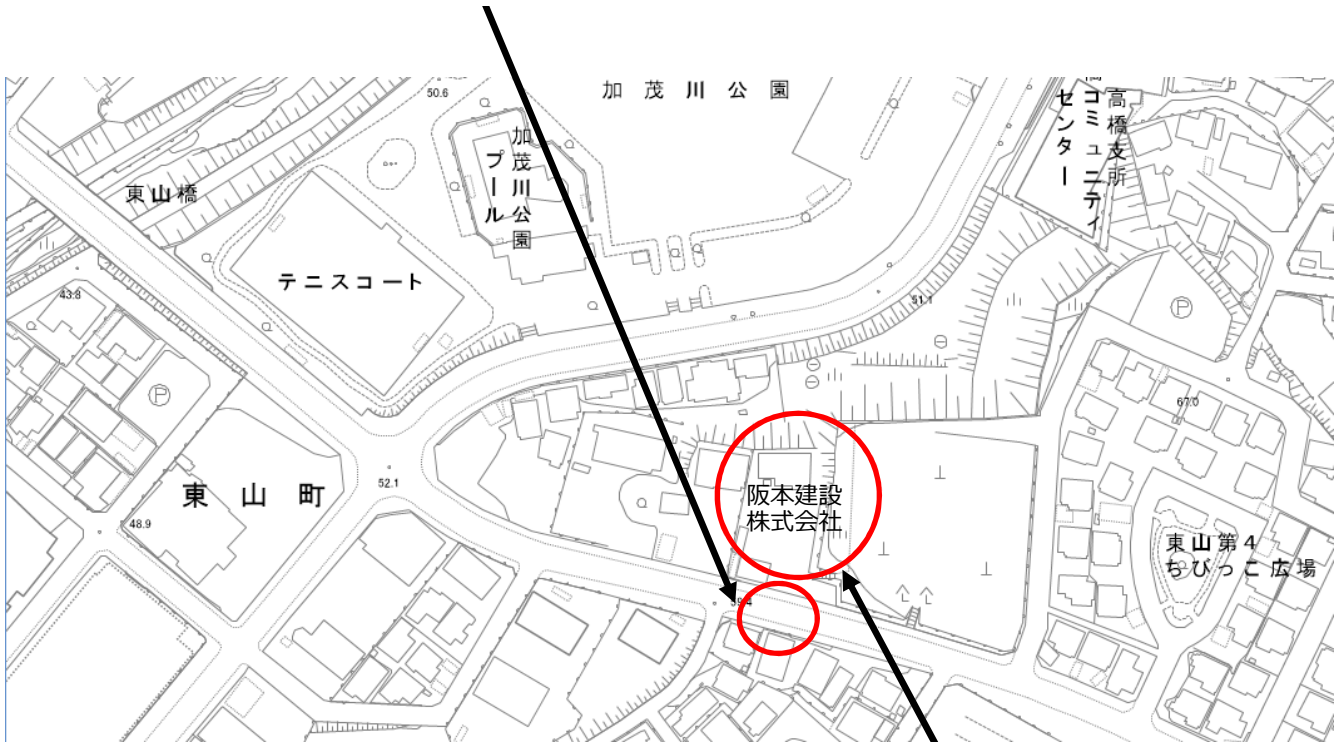 加茂川公園
50.6
高橋支所
コミュニティ
センター
加茂川公園
プール
東山橋
テニスコート
43.8
51.1
P
P
67.0
東山町
52.1
48.9
阪本建設
株式会社
東山第4
ちびっこ広場